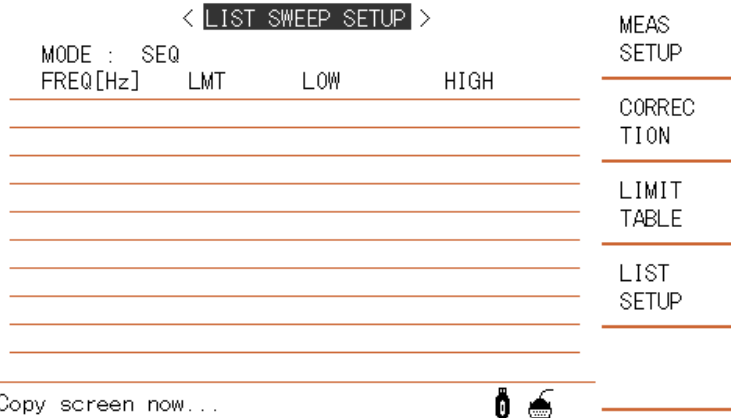 < LIST SWEEP SETUP >
MODE : SEQ
FREQ[Hz] LMT LOW HIGH
MEAS
SETUP
CORREC
TION
LIMIT
TABLE
LIST
SETUP
Copy screen now...